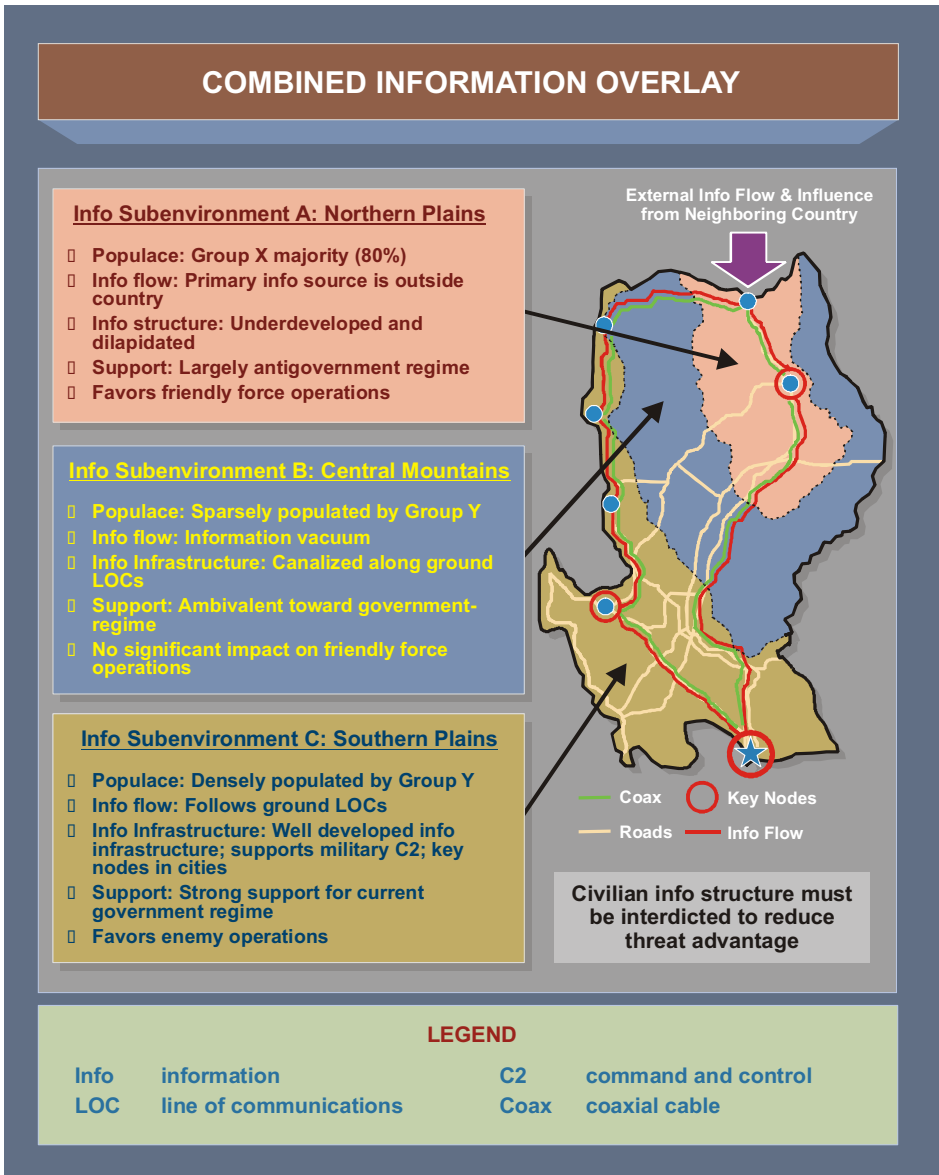 COMBINED INFORMATION OVERLAY
Info Subenvironment A: Northern Plains
Populace: Group X majority (80%)
Info flow: Primary info source is outside
country
Info structure: Underdeveloped and
dilapidated
Support: Largely antigovernment regime
Favors friendly force operations
Info Subenvironment B: Central Mountains
Populace: Sparsely populated by Group Y
Info flow: Information vacuum
Info Infrastructure: Canalized along ground
LOCs
Support: Ambivalent toward government-
regime
No significant impact on friendly force
operations
Info Subenvironment C: Southern Plains
Populace: Densely populated by Group Y
Info flow: Follows ground LOCs
Info Infrastructure: Well developed info
infrastructure; supports military C2; key
nodes in cities
Support: Strong support for current
government regime
Favors enemy operations
External Info Flow & Influence
from Neighboring Country
Coax
Key Nodes
Roads
Info Flow
Civilian info structure must
be interdicted to reduce
threat advantage
LEGEND
Info information C2 command and control
LOC line of communications Coax coaxial cable